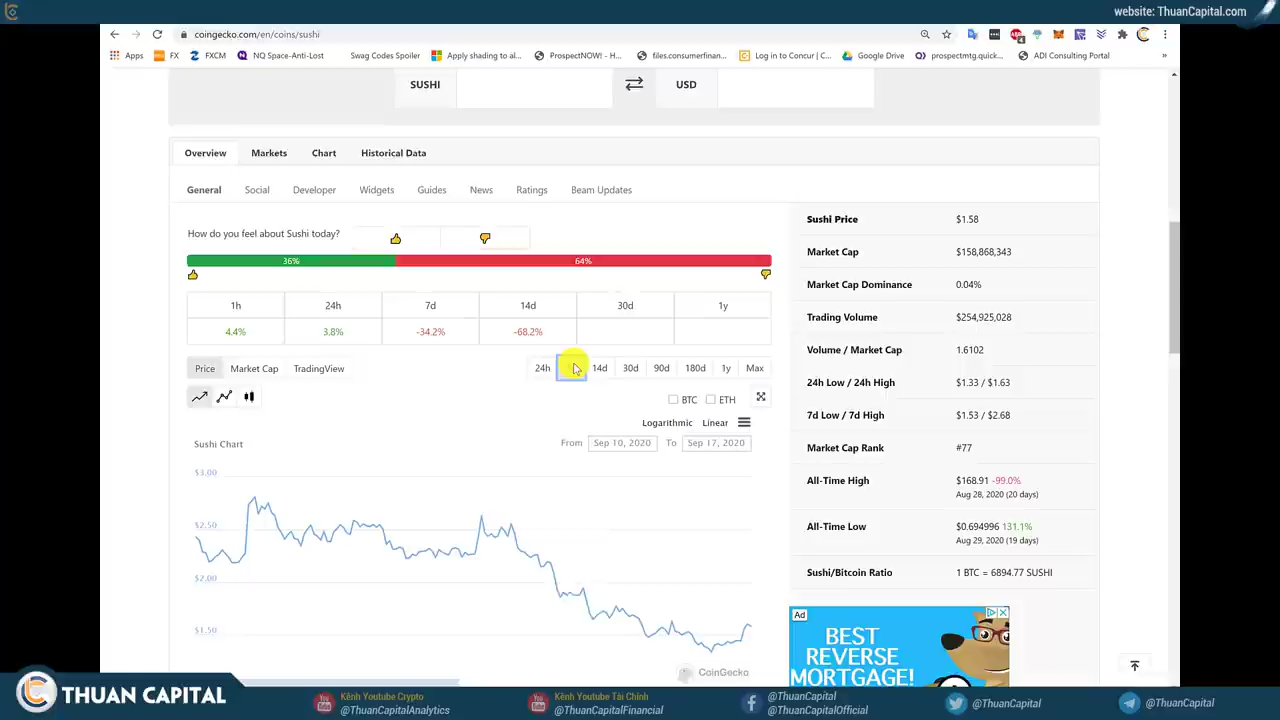 website: ThuanCapital.com
coingecko.com/en/coins/sushi
Apps FX FXCM NQ Space-Anti-Lost Swag Codes Spoiler Apply shading to al... ProspectNOW! - H... files.consumerfinan... Log in to Concur | C... Google Drive prospectmtg.quick... ADI Consulting Portal »
SUSHI USD
Overview Markets Chart Historical Data
General Social Developer Widgets Guides News Ratings Beam Updates
How do you feel about Sushi today?
36% 64%
1h 24h 7d 14d 30d 1y
4.4% 3.8% -34.2% -68.2%
Price Market Cap TradingView
24h 14d 30d 90d 180d 1y Max
BTC ETH
Logarithmic Linear
Sushi Chart From Sep 10, 2020 To Sep 17, 2020
$3.00
$2.50
$2.00
$1.50
CoinGecko
Sushi Price $1.58
Market Cap $158,868,343
Market Cap Dominance 0.04%
Trading Volume $254,925,028
Volume / Market Cap 1.6102
24h Low / 24h High $1.33 / $1.63
7d Low / 7d High $1.53 / $2.68
Market Cap Rank #77
All-Time High $168.91 -99.0%
Aug 28, 2020 (20 days)
All-Time Low $0.694996 131.1%
Aug 29, 2020 (19 days)
Sushi/Bitcoin Ratio 1 BTC = 6894.77 SUSHI
Ad
BEST
REVERSE
MORTGAGE!
THUAN CAPITAL
Kênh Youtube Crypto
@ThuanCapitalAnalytics
Kênh Youtube Tài Chính
@ThuanCapitalFinancial
@ThuanCapital
@ThuanCapitalOfficial
@ThuanCapital
@ThuanCapital